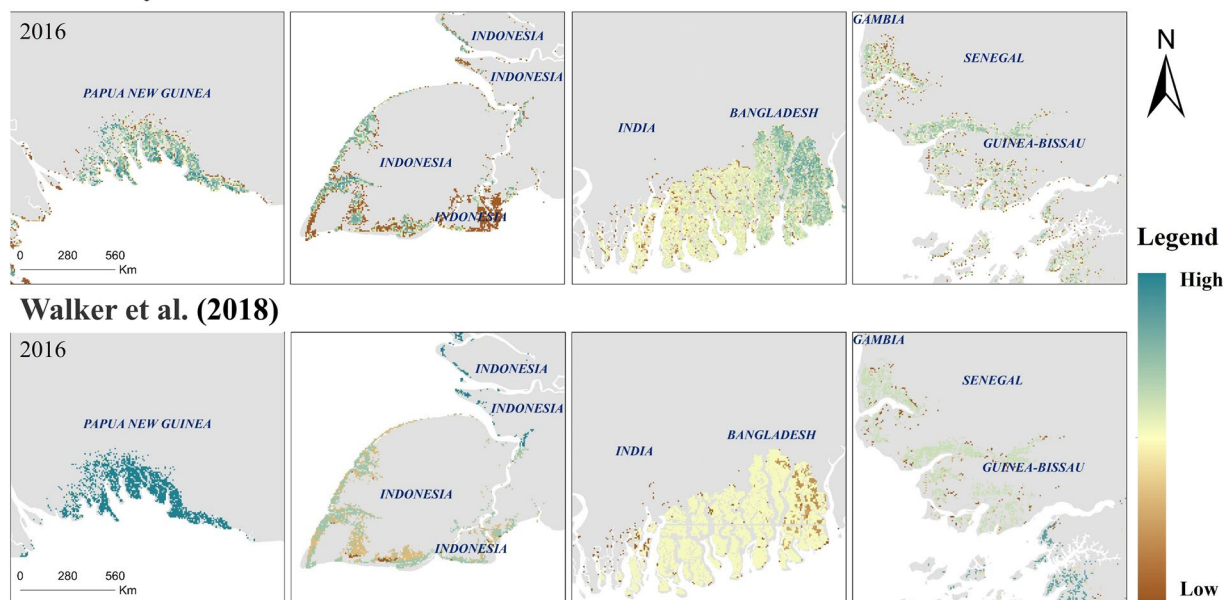 2016
PAPUA NEW GUINEA
0 280 560
Km
INDONESIA
INDONESIA
INDONESIA
INDONESIA
INDIA
BANGLADESH
GAMBIA
SENEGAL
GUINEA-BISSAU
N
Legend
High
Low
Walker et al. (2018)
2016
PAPUA NEW GUINEA
0 280 560
Km
INDONESIA
INDONESIA
INDONESIA
INDONESIA
INDIA
BANGLADESH
GAMBIA
SENEGAL
GUINEA-BISSAU